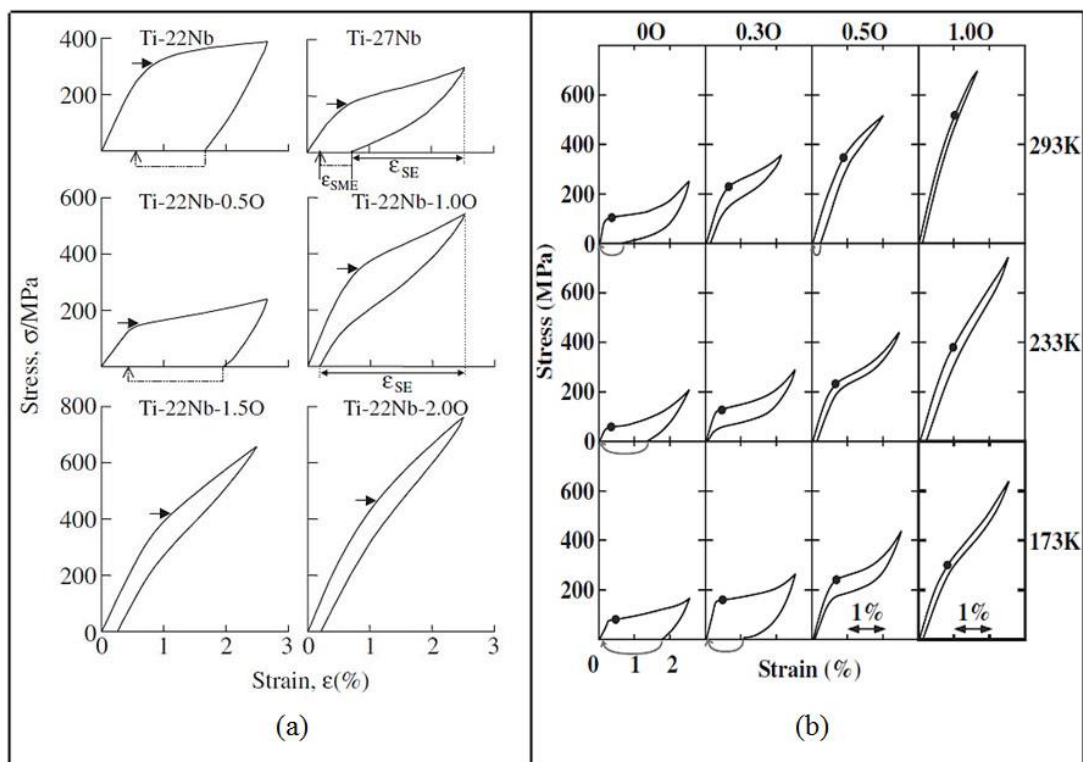 Ti-22Nb
Ti-27Nb
400
200
εSME
εSE
Ti-22Nb-0.5O
Ti-22Nb-1.0O
600
400
200
0
εSE
Ti-22Nb-1.5O
Ti-22Nb-2.0O
800
600
400
200
0
0 1 2 3 0 1 2 3
Stress, σ/MPa
Strain, ε(%)
(a)
0O 0.3O 0.5O 1.0O
600
400
200
0
293K
600
400
200
0
233K
600
400
200
173K
1% 1%
0 1 2
Stress (MPa)
Strain (%)
(b)